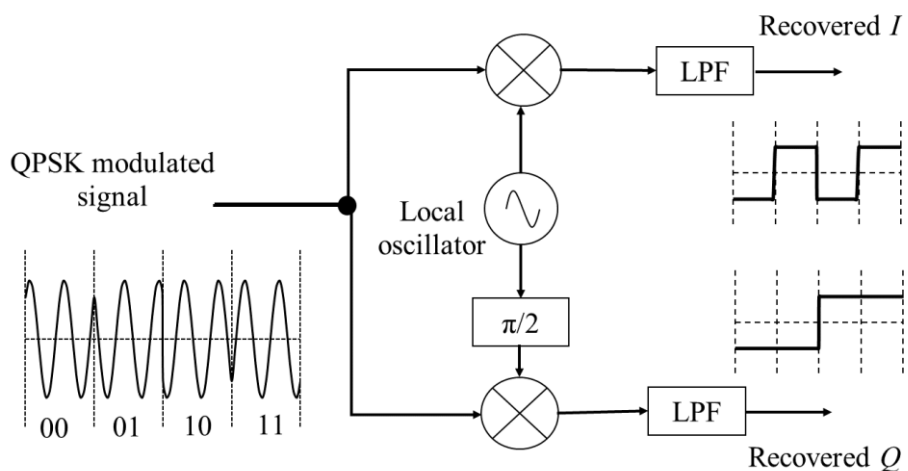 Recovered I
LPF
QPSK modulated
signal
Local
oscillator
π/2
00 01 10 11
LPF
Recovered Q